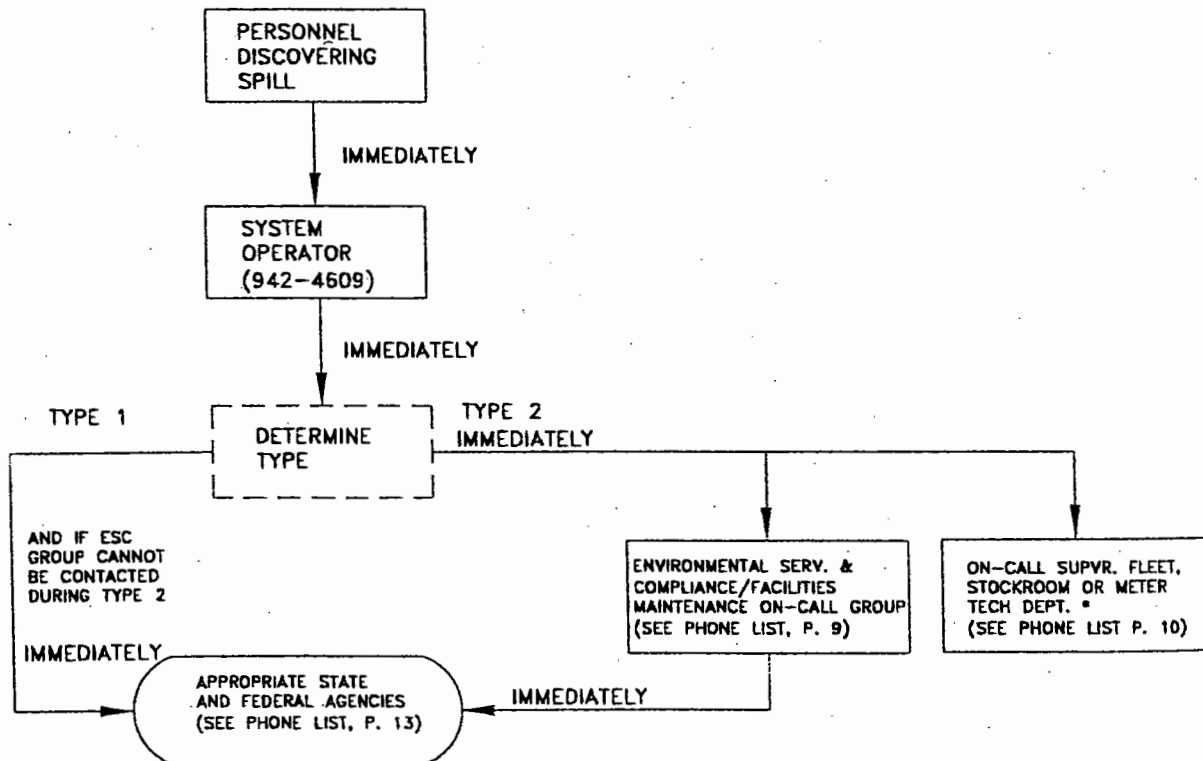 PERSONNEL
DISCOVERING
SPILL
IMMEDIATELY
SYSTEM
OPERATOR
(942-4609)
IMMEDIATELY
TYPE 1
DETERMINE
TYPE
TYPE 2
IMMEDIATELY
AND IF ESC
GROUP CANNOT
BE CONTACTED
DURING TYPE 2
IMMEDIATELY
ENVIRONMENTAL SERV. &
COMPLIANCE/FACILITIES
MAINTENANCE ON-CALL GROUP
(SEE PHONE LIST, P. 9)
ON-CALL SUPVR. FLEET,
STOCKROOM OR METER
TECH DEPT. *
(SEE PHONE LIST P. 10)
APPROPRIATE STATE
AND FEDERAL AGENCIES
(SEE PHONE LIST, P. 13)
IMMEDIATELY